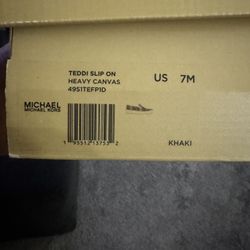 TEDDI SLIP ON
HEAVY CANVAS
49S1TEFP1D
US 7M
MICHAEL
MICHAEL KORS
KHAKI